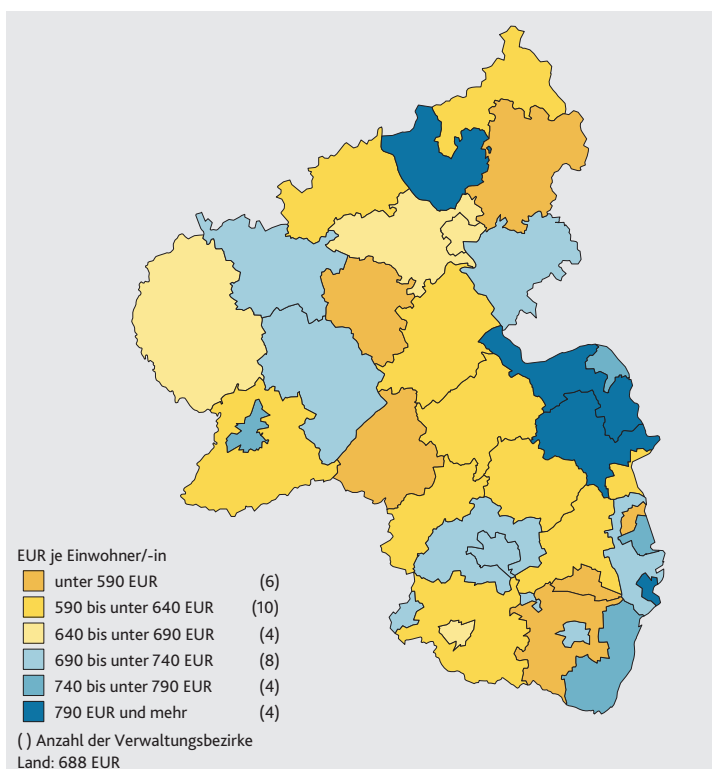 EUR je Einwohner/-in
unter 590 EUR (6)
590 bis unter 640 EUR (10)
640 bis unter 690 EUR (4)
690 bis unter 740 EUR (8)
740 bis unter 790 EUR (4)
790 EUR und mehr (4)
( ) Anzahl der Verwaltungsbezirke
Land: 688 EUR